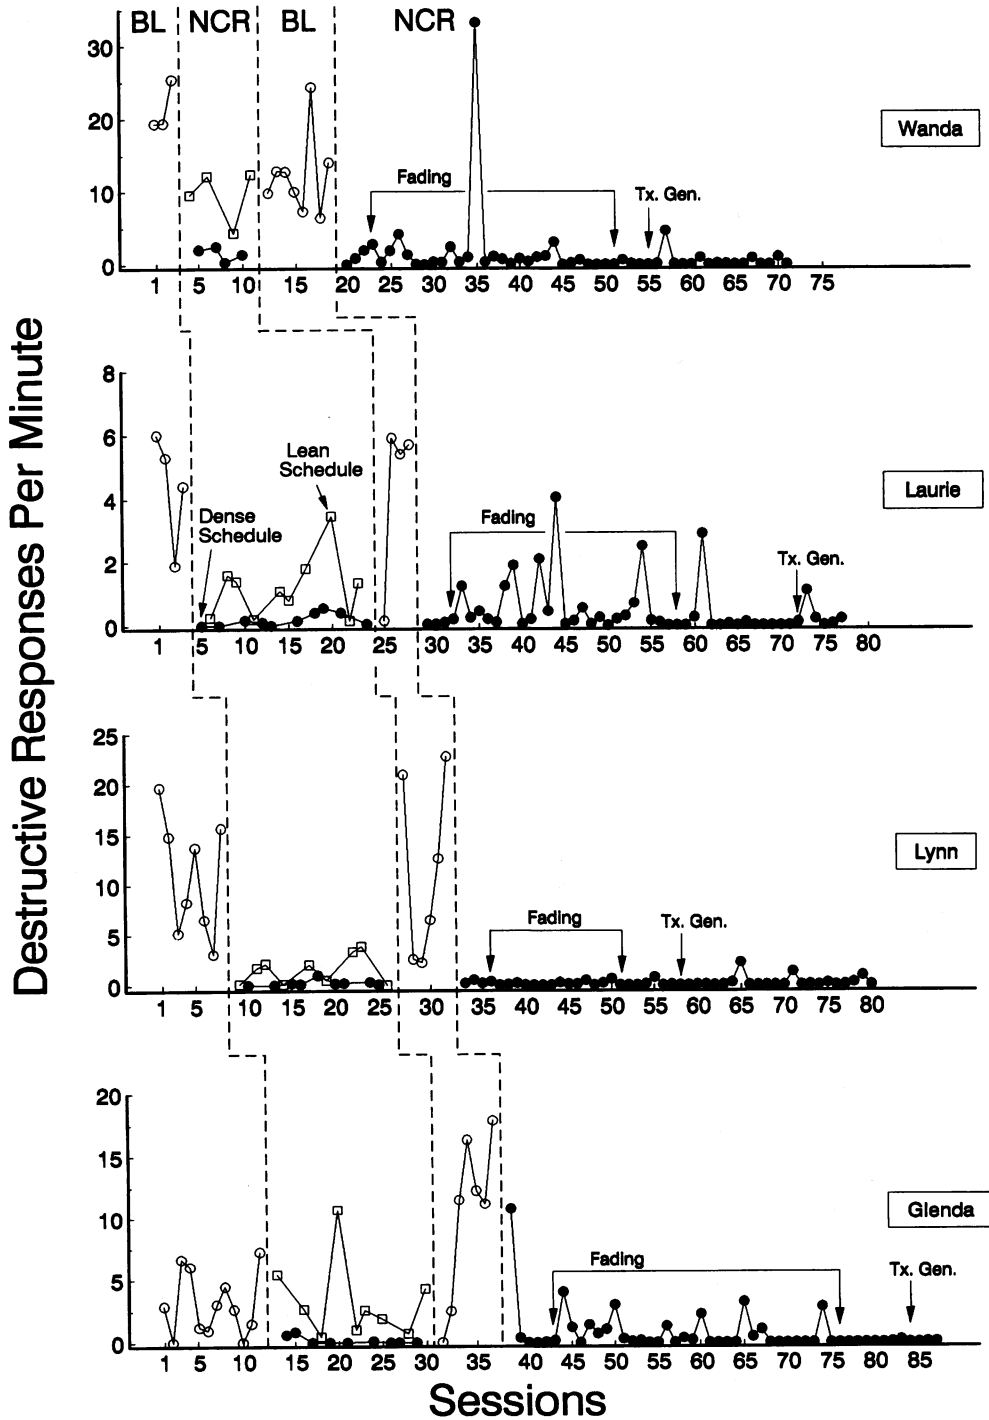 BL NCR BL NCR
30
20
10
0
Wanda
Fading
Tx. Gen.
1 5 10 15 20 25 30 35 40 45 50 55 60 65 70 75
Destructive Responses Per Minute
8
6
4
2
0
Lean
Schedule
Dense
Schedule
Laurie
Fading
Tx. Gen.
1 5 10 15 20 25 30 35 40 45 50 55 60 65 70 75 80
25
20
15
10
5
0
Lynn
Fading
Tx. Gen.
1 5 10 15 20 25 30 35 40 45 50 55 60 65 70 75 80
20
15
10
5
0
Glenda
Fading
Tx. Gen.
1 5 10 15 20 25 30 35 40 45 50 55 60 65 70 75 80 85
Sessions